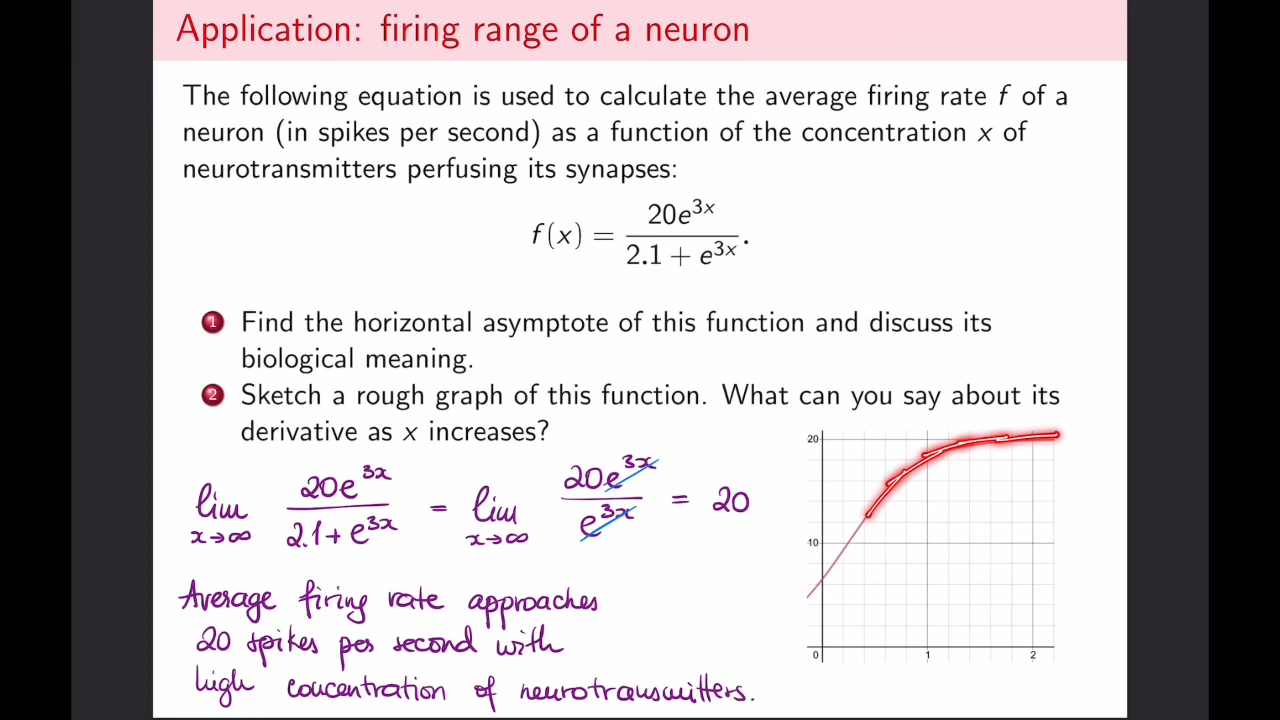 Application: firing range of a neuron
The following equation is used to calculate the average firing rate f of a
neuron (in spikes per second) as a function of the concentration x of
neurotransmitters perfusing its synapses:
f(x) = 20e^{3x} / (2.1 + e^{3x}).
1 Find the horizontal asymptote of this function and discuss its
biological meaning.
2 Sketch a rough graph of this function. What can you say about its
derivative as x increases?
lim x→∞ 20e^{3x} / (2.1 + e^{3x}) = lim x→∞ 20e^{3x} / e^{3x} = 20
Average firing rate approaches
20 spikes per second with
high concentration of neurotransmitters.
20
10
0 1 2